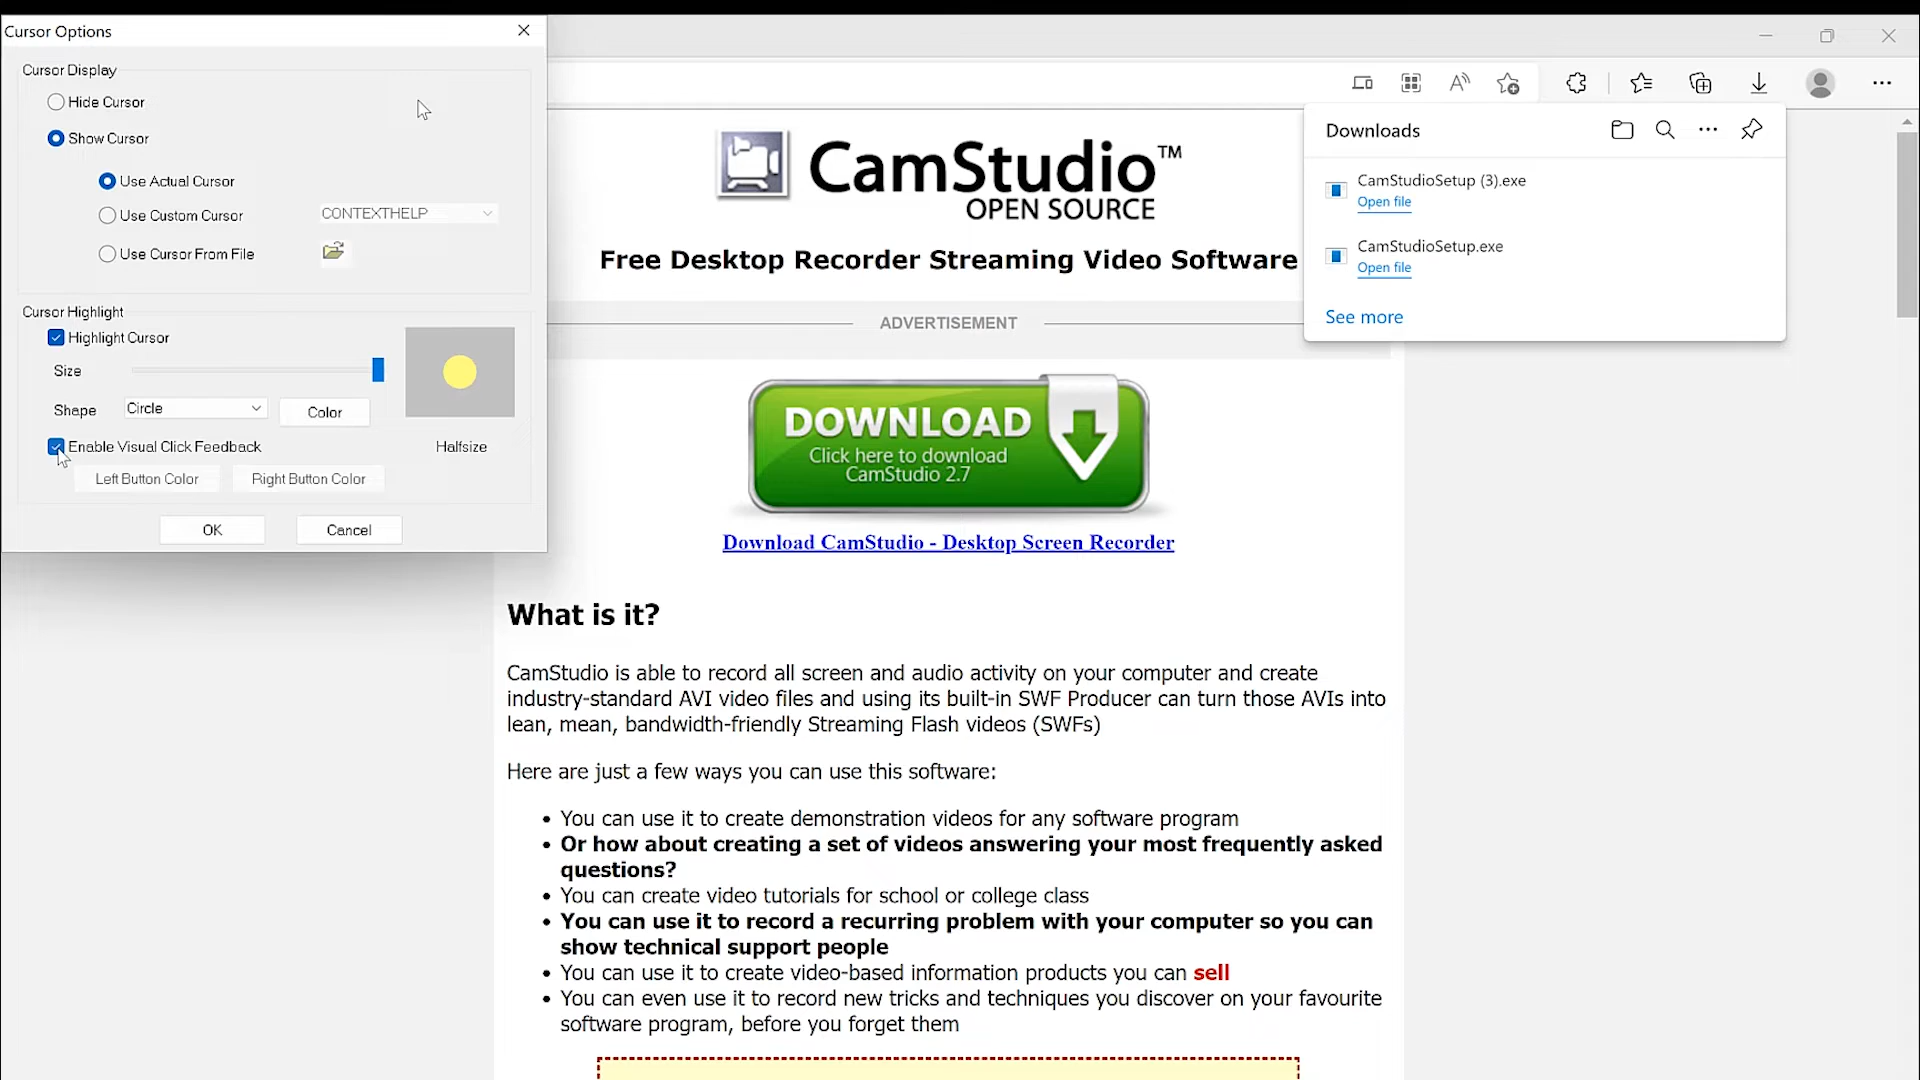 Cursor Options
Cursor Display
Hide Cursor
Show Cursor
Use Actual Cursor
Use Custom Cursor
CONTEXTHELP
Use Cursor From File
Cursor Highlight
Highlight Cursor
Size
Shape
Circle
Color
Enable Visual Click Feedback
Halfsize
Left Button Color
Right Button Color
OK
Cancel
CamStudio™
OPEN SOURCE
Free Desktop Recorder Streaming Video Software
ADVERTISEMENT
DOWNLOAD
Click here to download
CamStudio 2.7
Download CamStudio - Desktop Screen Recorder
Downloads
CamStudioSetup (3).exe
Open file
CamStudioSetup.exe
Open file
See more
What is it?
CamStudio is able to record all screen and audio activity on your computer and create
industry-standard AVI video files and using its built-in SWF Producer can turn those AVIs into
lean, mean, bandwidth-friendly Streaming Flash videos (SWFs)
Here are just a few ways you can use this software:
• You can use it to create demonstration videos for any software program
• Or how about creating a set of videos answering your most frequently asked
questions?
• You can create video tutorials for school or college class
• You can use it to record a recurring problem with your computer so you can
show technical support people
• You can use it to create video-based information products you can sell
• You can even use it to record new tricks and techniques you discover on your favourite
software program, before you forget them